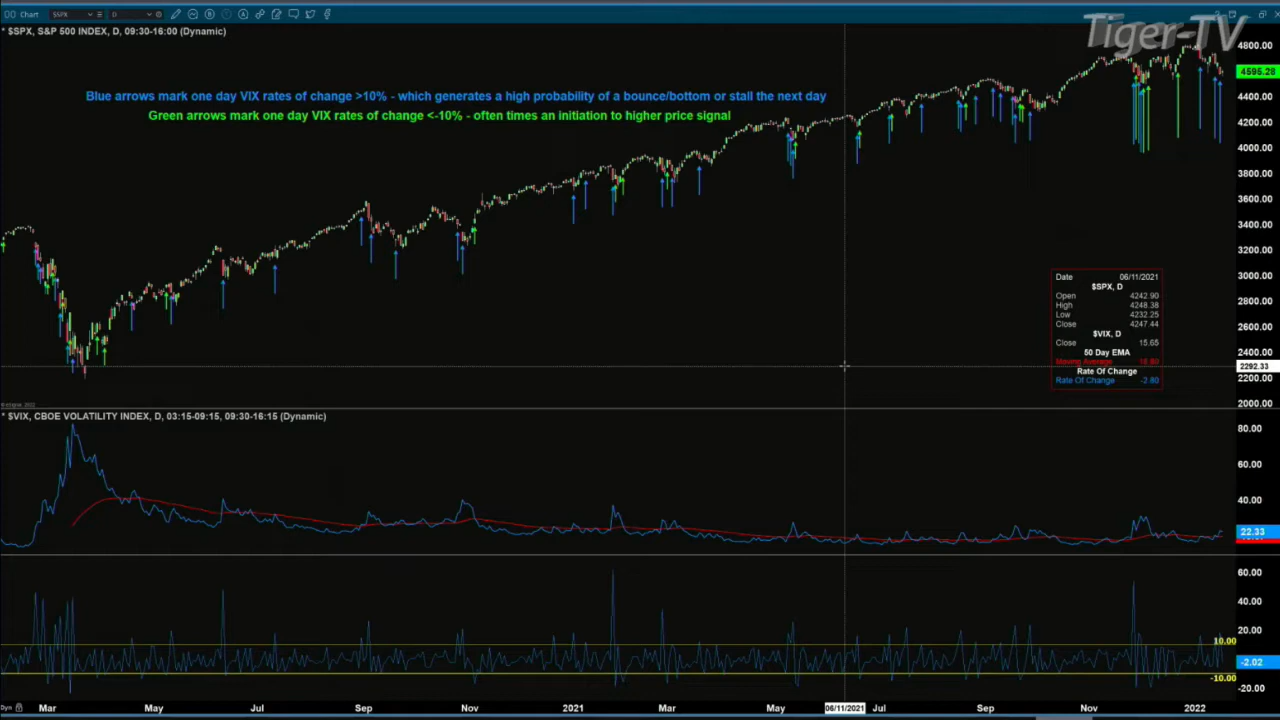 Chart $SPX D
Tiger-TV
* $SPX, S&P 500 INDEX, D, 09:30-16:00 (Dynamic)
Blue arrows mark one day VIX rates of change >10% - which generates a high probability of a bounce/bottom or stall the next day
Green arrows mark one day VIX rates of change <-10% - often times an initiation to higher price signal
4800.00
4595.28
4400.00
4200.00
4000.00
3800.00
3600.00
3400.00
3200.00
3000.00
2800.00
2600.00
2400.00
2292.33
2200.00
2000.00
Date 06/11/2021
$SPX, D
Open 4242.90
High 4248.38
Low 4232.25
Close 4247.44
$VIX, D
Close 15.65
50 Day EMA
Moving Average 18.80
Rate Of Change
Rate Of Change -2.80
* $VIX, CBOE VOLATILITY INDEX, D, 03:15-09:15, 09:30-16:15 (Dynamic)
80.00
60.00
40.00
22.33
60.00
40.00
20.00
10.00
-2.02
-10.00
-20.00
Dyn Mar May Jul Sep Nov 2021 Mar May 06/11/2021 Jul Sep Nov 2022